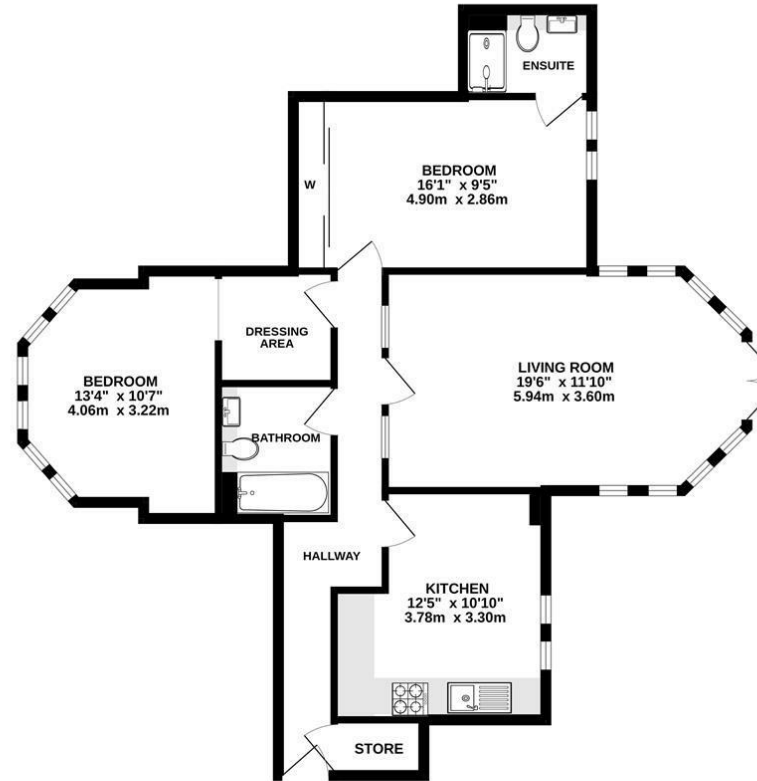 ENSUITE
BEDROOM
16'1" x 9'5"
4.90m x 2.86m
W
DRESSING
AREA
BEDROOM
13'4" x 10'7"
4.06m x 3.22m
LIVING ROOM
19'6" x 11'10"
5.94m x 3.60m
BATHROOM
HALLWAY
KITCHEN
12'5" x 10'10"
3.78m x 3.30m
STORE